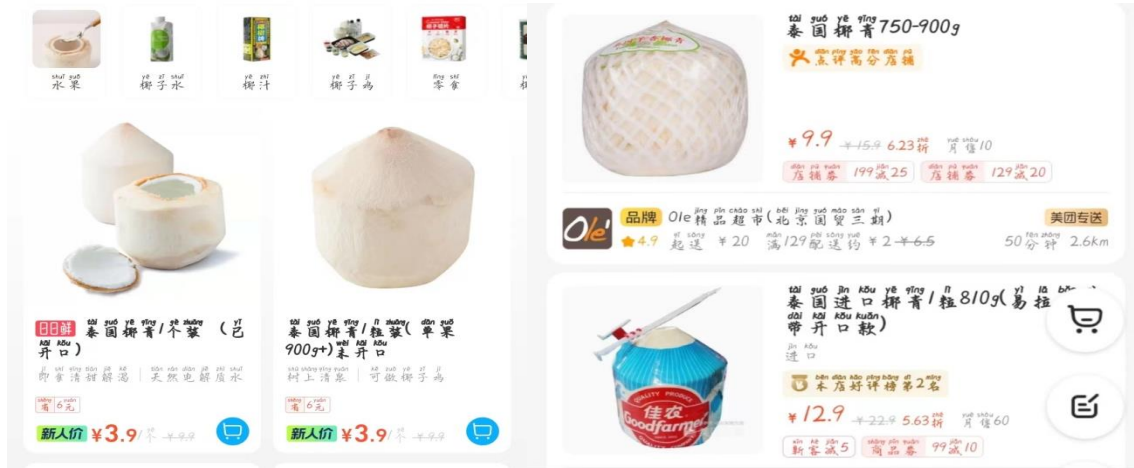 水果 椰子水 椰汁 椰子鸡 零食
日日鲜 泰国椰青/个装 (已
开口)
即食清甜解渴 | 天然电解质水
省 6元
新人价 ¥3.9/个 ¥9.9
泰国椰青/1粒装(单果
900g+)未开口
树上清泉 | 可做椰子鸡
省 6元
新人价 ¥3.9/个 ¥9.9
泰国椰青750-900g
点评高分店铺
¥9.9 ¥15.9 6.23折 月售10
店铺券 199减25 店铺券 129减20
Ole' 品牌 Ole精品超市(北京国贸三期) 美团专送
4.9 起送 ¥20 满129配送约¥2 ¥6.5 50分钟 2.6km
泰国进口椰青1粒810g(易拉
带开口款)
进口
本店好评榜第2名
¥12.9 ¥22.9 5.63折 月售60
新客减5 商品券 99减10
QUALITY PRODUCE
佳农
Goodfarmer